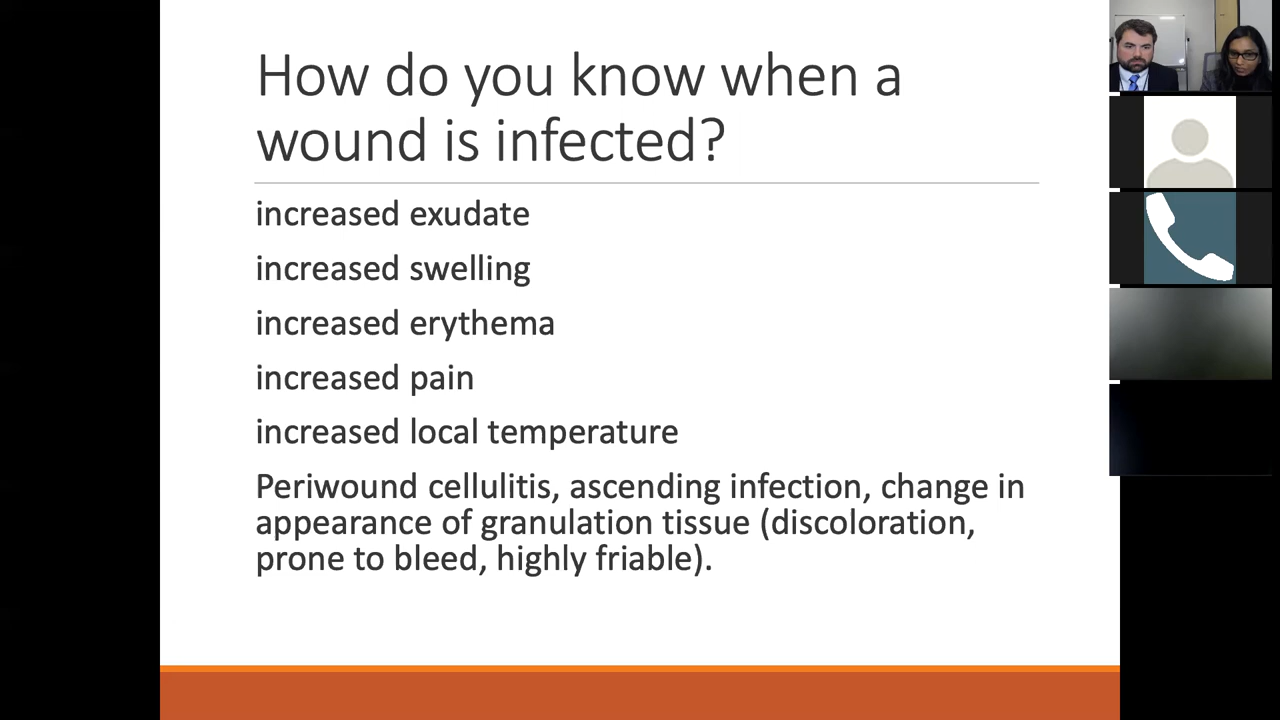 How do you know when a
wound is infected?
increased exudate
increased swelling
increased erythema
increased pain
increased local temperature
Periwound cellulitis, ascending infection, change in
appearance of granulation tissue (discoloration,
prone to bleed, highly friable).